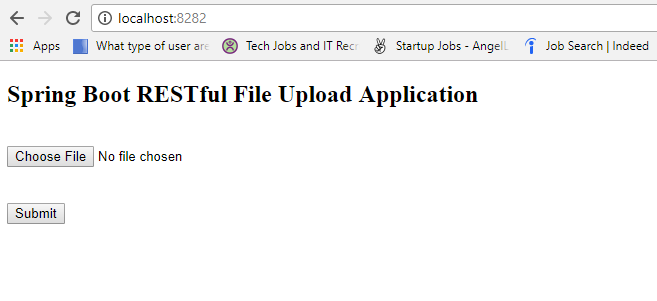 localhost:8282
Apps What type of user are Tech Jobs and IT Recr Startup Jobs - AngelL Job Search | Indeed
Spring Boot RESTful File Upload Application
Choose File No file chosen
Submit